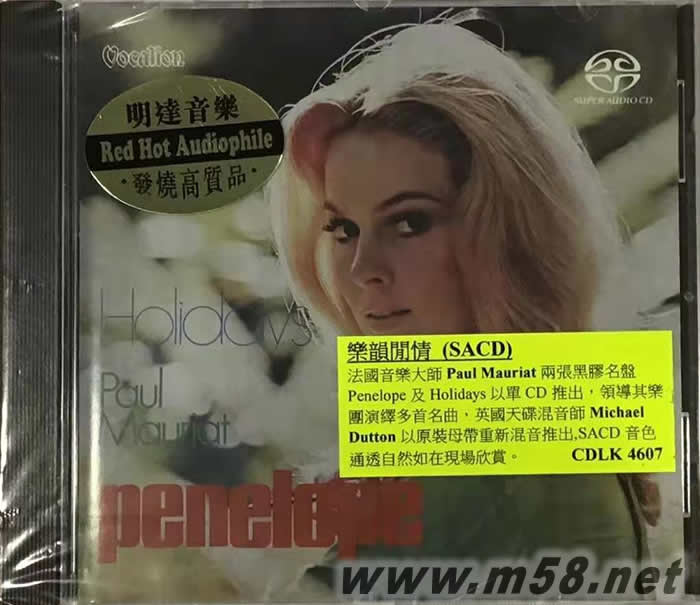 Vocalion
SUPER AUDIO CD
明達音樂
Red Hot Audiophile
·發燒高質品·
Holidays
Paul
Mauriat
penelope
樂韻閒情 (SACD)
法國音樂大師 Paul Mauriat 兩張黑膠名盤
Penelope 及 Holidays 以單 CD 推出，領導其樂
團演繹多首名曲，英國天碟混音師 Michael
Dutton 以原裝母帶重新混音推出,SACD 音色
通透自然如在現場欣賞。 CDLK 4607
www.m58.net